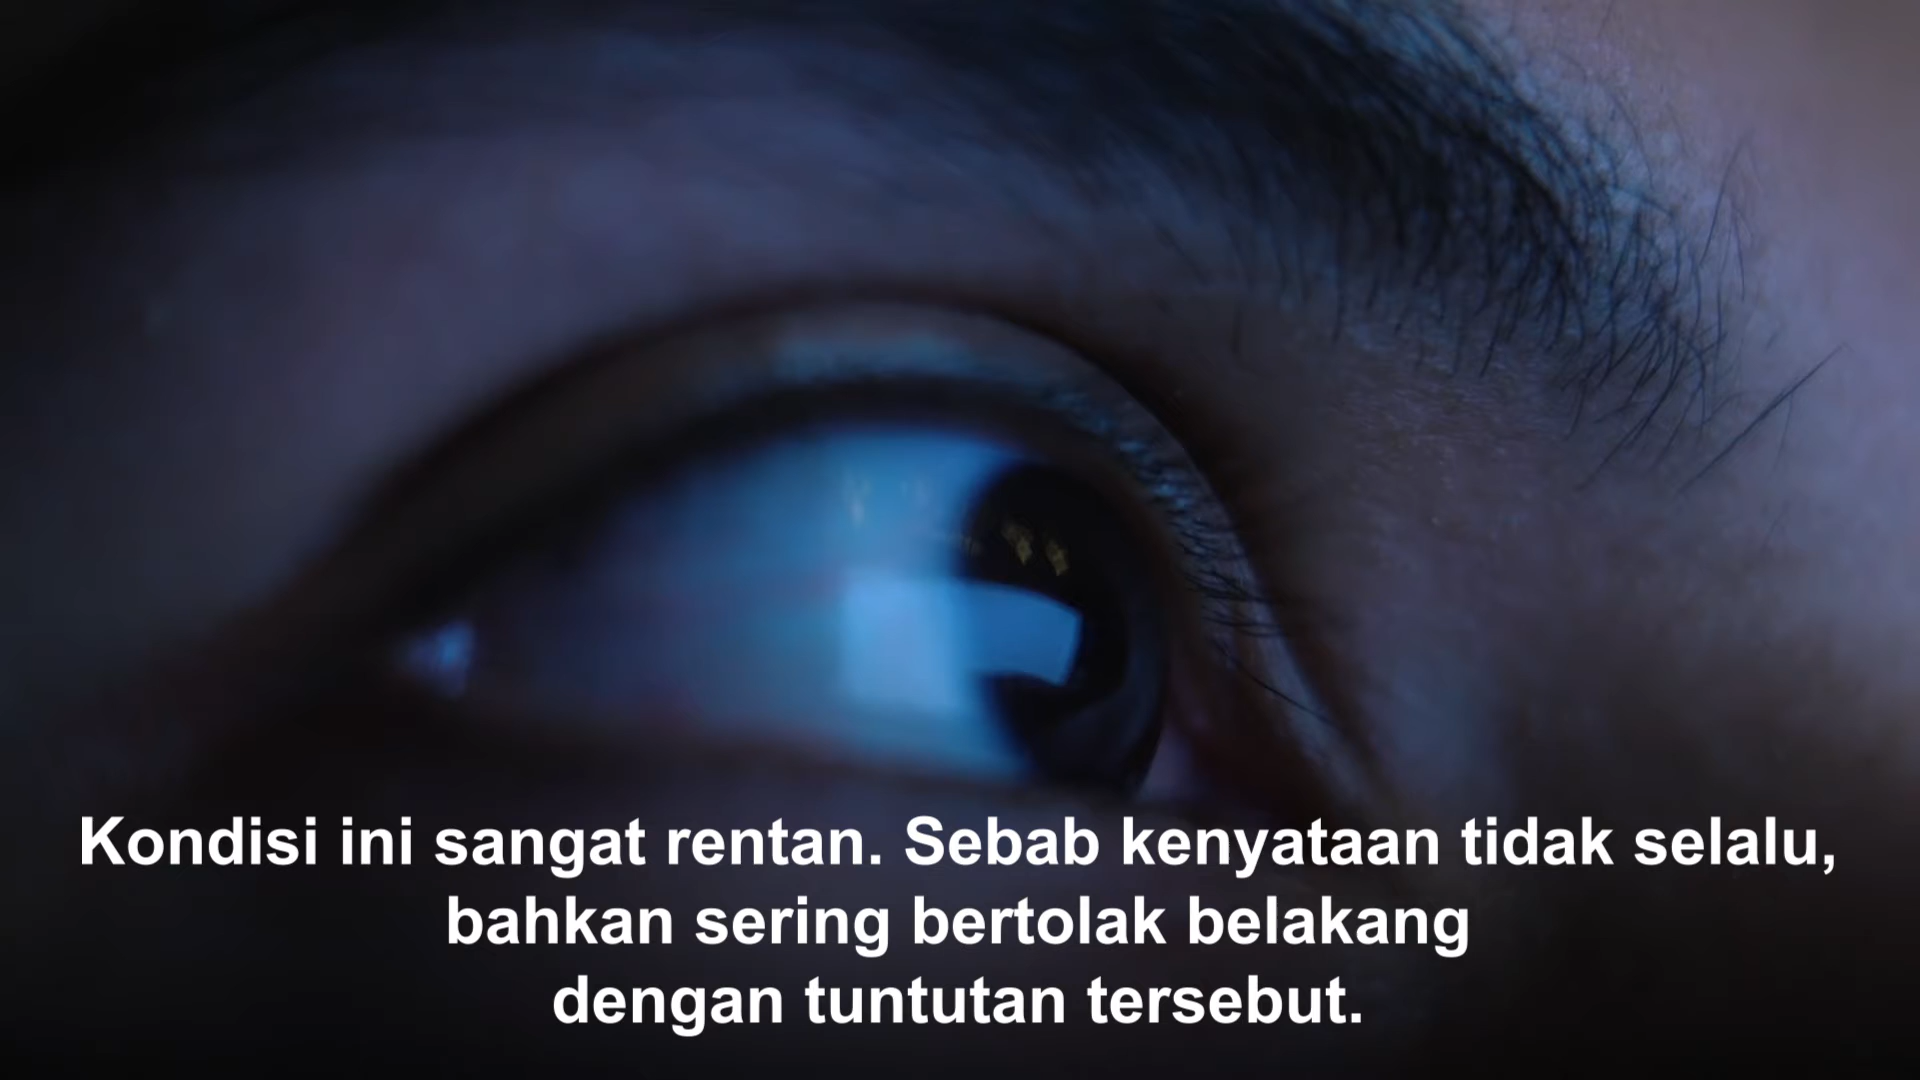 Kondisi ini sangat rentan. Sebab kenyataan tidak selalu,
bahkan sering bertolak belakang
dengan tuntutan tersebut.